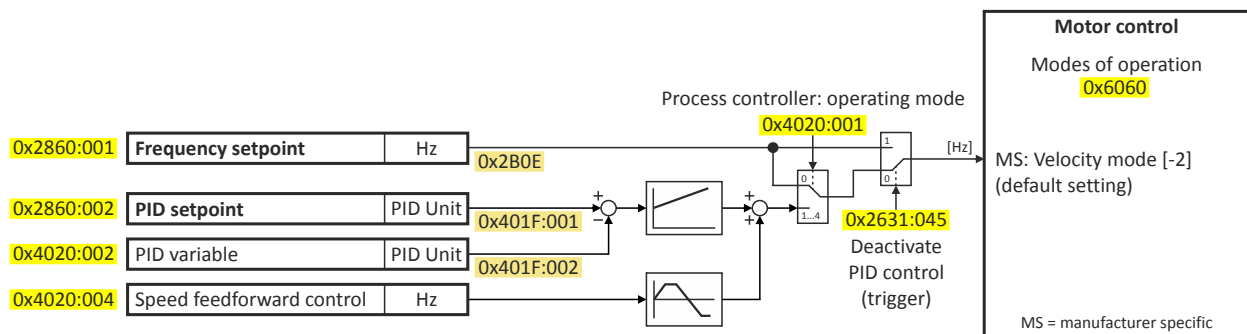 Motor control
Modes of operation
0x6060
Process controller: operating mode
0x4020:001
0x2860:001 Frequency setpoint Hz
0x2B0E
1
0
[Hz]
MS: Velocity mode [-2]
(default setting)
0
1...4
0x2860:002 PID setpoint PID Unit
0x401F:001
+
−
+
+
0x2631:045
Deactivate
PID control
(trigger)
0x4020:002 PID variable PID Unit
0x401F:002
0x4020:004 Speed feedforward control Hz
MS = manufacturer specific